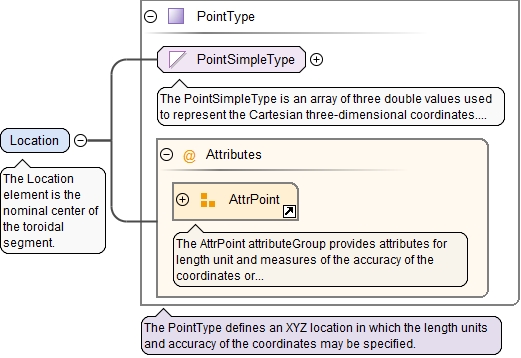 PointType
PointSimpleType
The PointSimpleType is an array of three double values used
to represent the Cartesian three-dimensional coordinates....
Location
The Location
element is the
nominal center of
the toroidal
segment.
@ Attributes
AttrPoint
The AttrPoint attributeGroup provides attributes for
length unit and measures of the accuracy of the
coordinates or...
The PointType defines an XYZ location in which the length units
and accuracy of the coordinates may be specified.